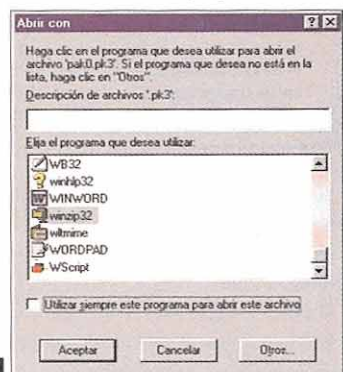 Abrir con
Haga clic en el programa que desea utilizar para abrir el
archivo 'pak0.pk3'. Si el programa que desea no está en la
lista, haga clic en "Otros".
Descripción de archivos '.pk3':
Elija el programa que desea utilizar:
WB32
winhlp32
WINWORD
winzip32
wltmime
WORDPAD
WScript
Utilizar siempre este programa para abrir este archivo
Aceptar
Cancelar
Otros...